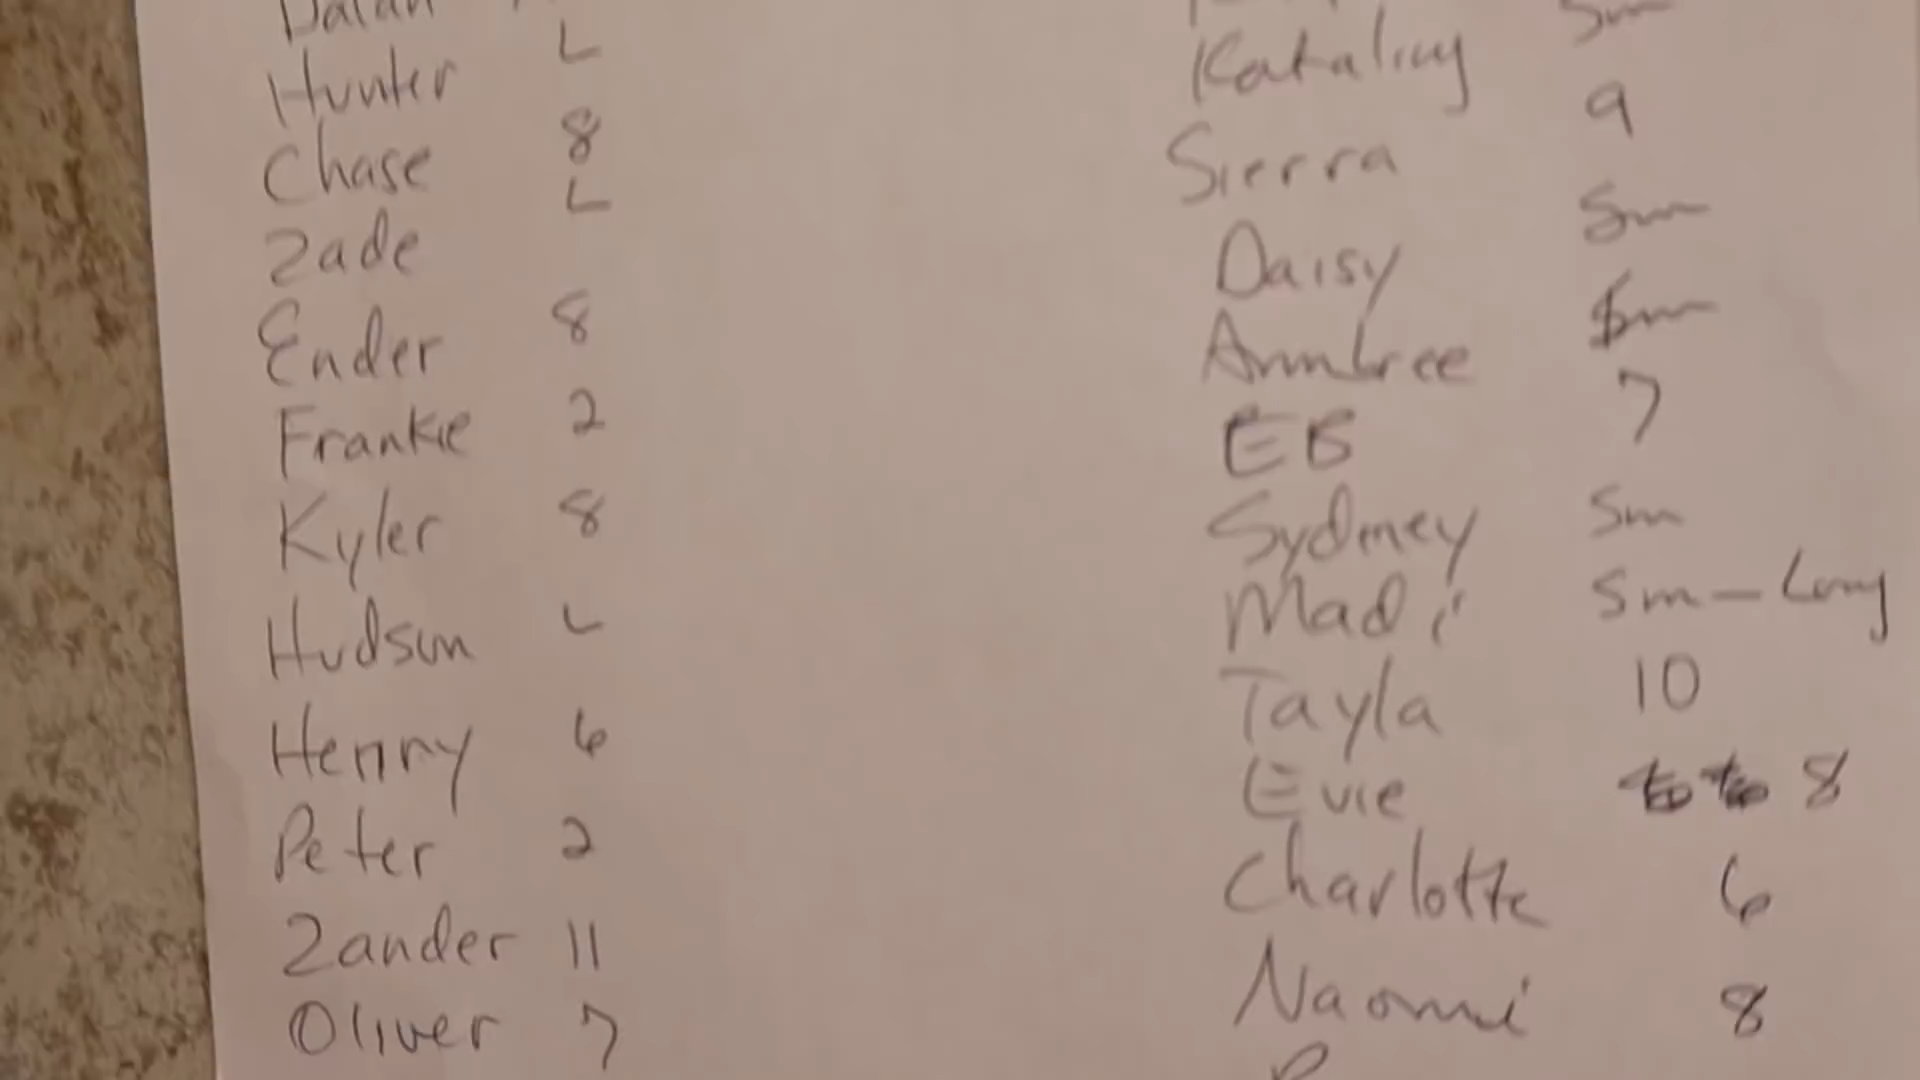 Hunter L
Chase 8
Zade L
Ender 8
Frankie 2
Kyler 8
Hudson L
Henry 6
Peter 2
Zander 11
Oliver 7
Sm
Katalina 9
Sierra Sm
Daisy Sm
Annbree 7
EB
Sydney Sm
Madi Sm - Long
Tayla 10
Evie 8
Charlotte 6
Naomi 8